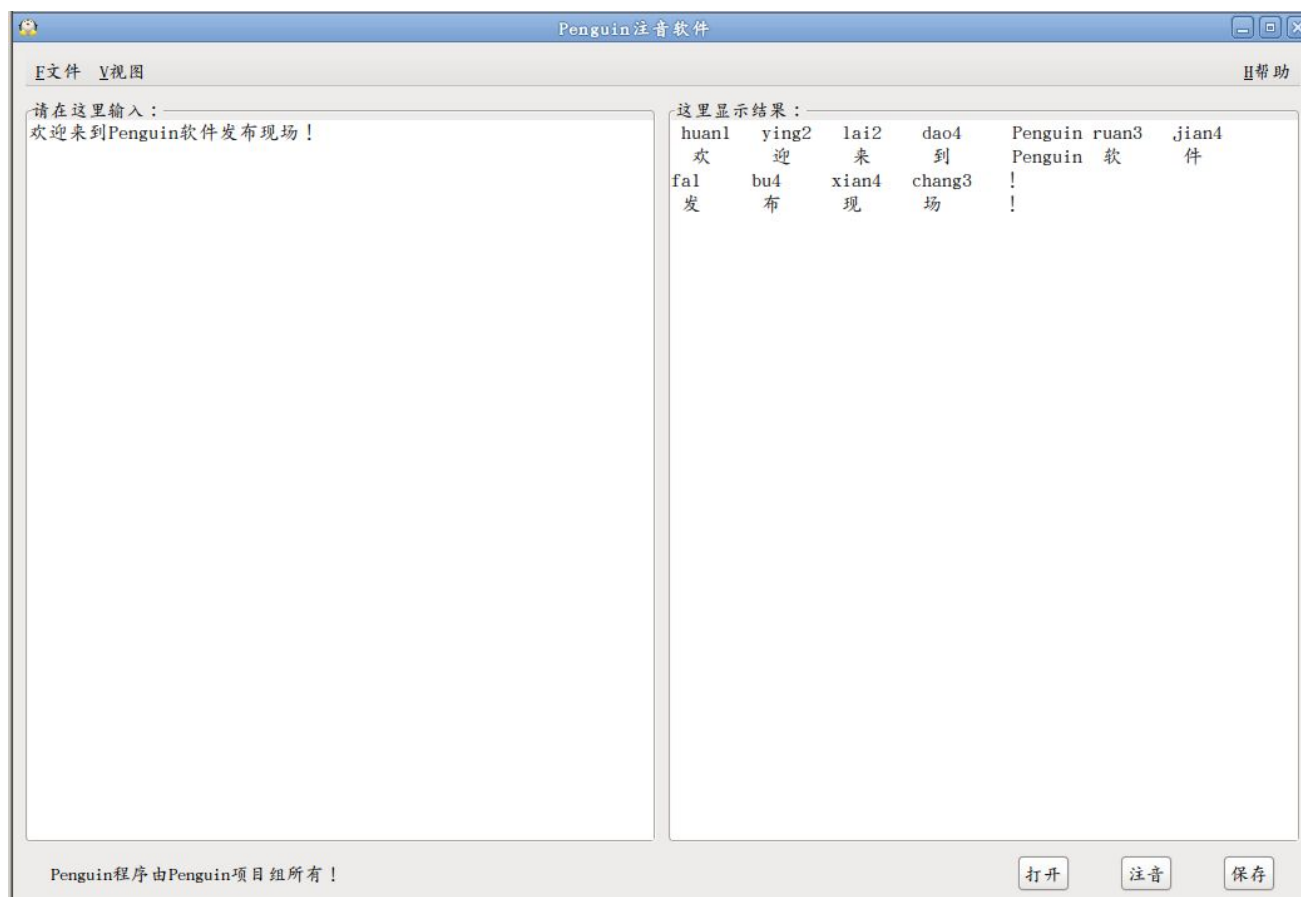 Penguin注音软件
F文件 V视图 H帮助
请在这里输入：
欢迎来到Penguin软件发布现场！
这里显示结果：
huan1 ying2 lai2 dao4 Penguin ruan3 jian4
欢 迎 来 到 Penguin 软 件
fa1 bu4 xian4 chang3 !
发 布 现 场 !
Penguin程序由Penguin项目组所有！
打开 注音 保存